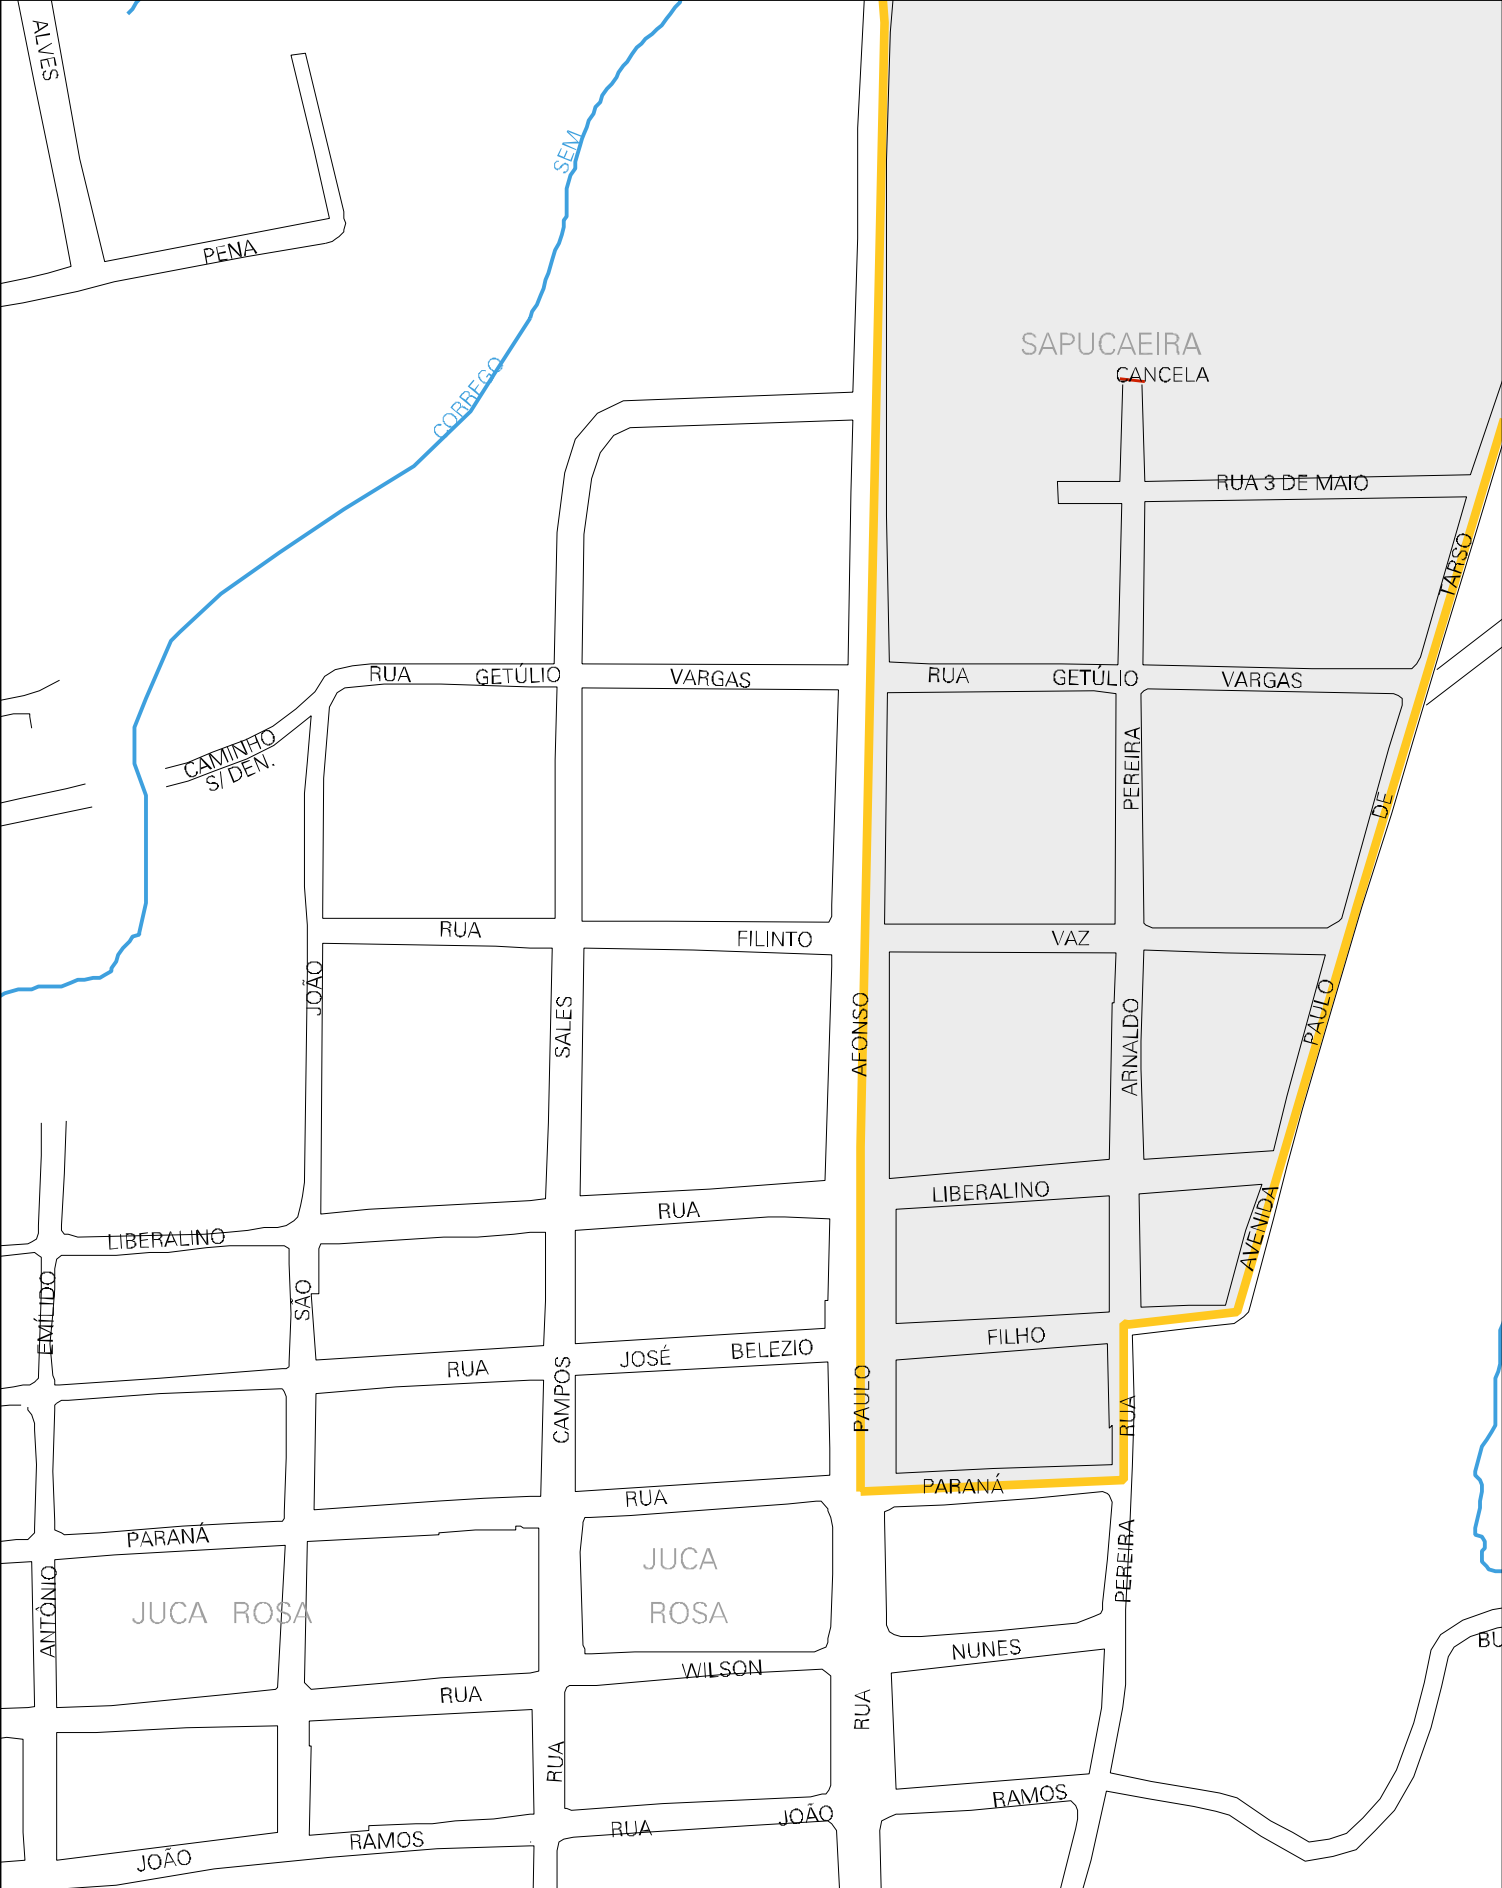 ALVES
SEM
PENA
SAPUCAEIRA
CANCELA
CORREGO
RUA 3 DE MAIO
TARSO
RUA GETÚLIO VARGAS
RUA GETÚLIO VARGAS
CAMINHO
S/ DEN.
PEREIRA
DE
RUA FILINTO VAZ
JOÃO
SALES
AFONSO
ARNALDO
PAULO
LIBERALINO
RUA
LIBERALINO
AVENIDA
EMÍLIDO
SÃO
FILHO
RUA JOSÉ BELEZIO
CAMPOS
PAULO
RUA
PARANÁ
RUA
PARANÁ
PEREIRA
JUCA
ROSA
JUCA ROSA
ANTÔNIO
NUNES
BU
WILSON
RUA
RUA
RUA
RAMOS
JOÃO
RUA
RAMOS
JOÃO